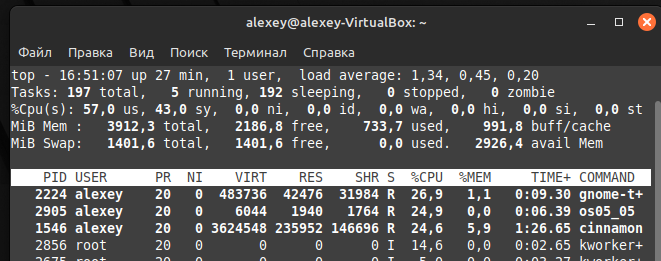 alexey@alexey-VirtualBox: ~
Файл Правка Вид Поиск Терминал Справка
top - 16:51:07 up 27 min,  1 user,  load average: 1,34, 0,45, 0,20
Tasks: 197 total,   5 running, 192 sleeping,   0 stopped,   0 zombie
%Cpu(s): 57,0 us, 43,0 sy,  0,0 ni,  0,0 id,  0,0 wa,  0,0 hi,  0,0 si,  0,0 st
MiB Mem :   3912,3 total,   2186,8 free,    733,7 used,    991,8 buff/cache
MiB Swap:   1401,6 total,   1401,6 free,      0,0 used.   2926,4 avail Mem
PID USER      PR  NI    VIRT    RES    SHR S  %CPU  %MEM     TIME+ COMMAND
2224 alexey    20   0  483736  42476  31984 R  26,9   1,1   0:09.30 gnome-t+
2905 alexey    20   0    6044   1940   1764 R  24,9   0,0   0:06.39 os05_05
1546 alexey    20   0 3624548 235952 146696 R  24,6   5,9   1:26.65 cinnamon
2856 root      20   0       0      0      0 I  14,6   0,0   0:02.65 kworker+